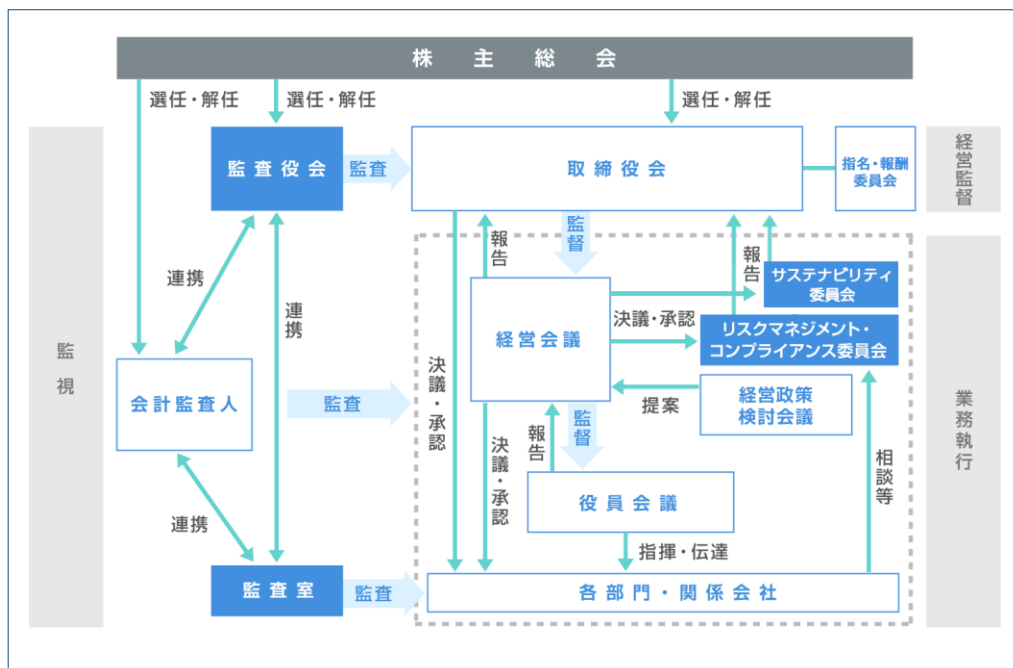 株主総会
選任・解任
選任・解任
選任・解任
監査役会
監査
取締役会
指名・報酬
委員会
経営監督
監視
連携
連携
報告
監督
報告
サステナビリティ
委員会
経営会議
決議・承認
リスクマネジメント・
コンプライアンス委員会
会計監査人
監査
決議・承認
提案
経営政策
検討会議
業務執行
決議・承認
報告
監督
相談等
役員会議
連携
指揮・伝達
監査室
監査
各部門・関係会社